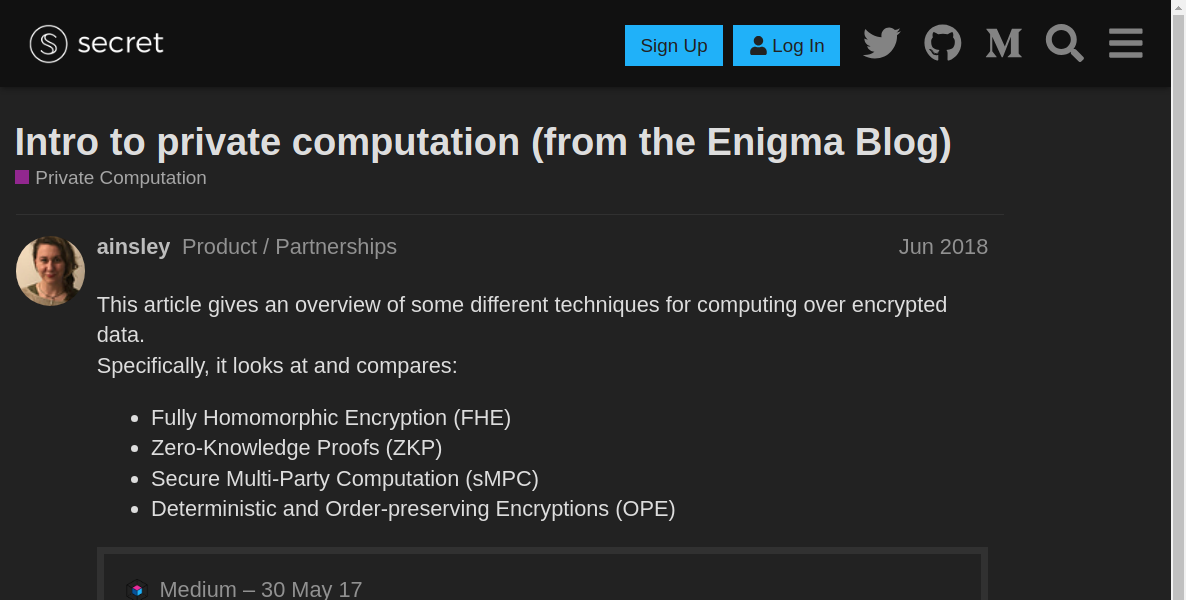 secret
Sign Up
Log In
Intro to private computation (from the Enigma Blog)
Private Computation
ainsley Product / Partnerships Jun 2018
This article gives an overview of some different techniques for computing over encrypted
data.
Specifically, it looks at and compares:
Fully Homomorphic Encryption (FHE)
Zero-Knowledge Proofs (ZKP)
Secure Multi-Party Computation (sMPC)
Deterministic and Order-preserving Encryptions (OPE)
Medium – 30 May 17